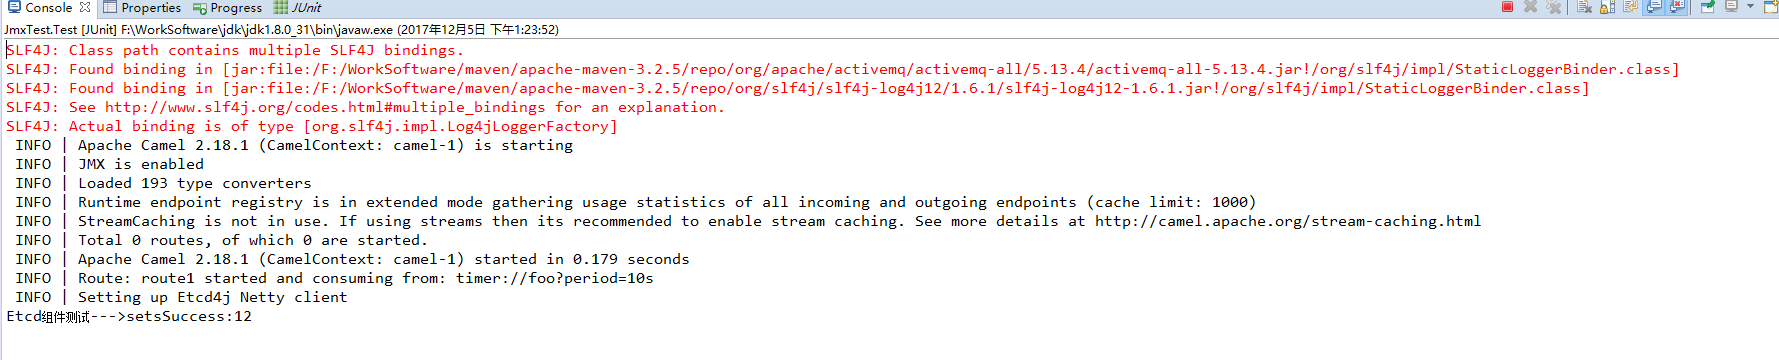 Console Properties Progress JUnit
JmxTest.Test [JUnit] F:\WorkSoftware\jdk\jdk1.8.0_31\bin\javaw.exe (2017年12月5日 下午1:23:52)
SLF4J: Class path contains multiple SLF4J bindings.
SLF4J: Found binding in [jar:file:/F:/WorkSoftware/maven/apache-maven-3.2.5/repo/org/apache/activemq/activemq-all/5.13.4/activemq-all-5.13.4.jar!/org/slf4j/impl/StaticLoggerBinder.class]
SLF4J: Found binding in [jar:file:/F:/WorkSoftware/maven/apache-maven-3.2.5/repo/org/slf4j/slf4j-log4j12/1.6.1/slf4j-log4j12-1.6.1.jar!/org/slf4j/impl/StaticLoggerBinder.class]
SLF4J: See http://www.slf4j.org/codes.html#multiple_bindings for an explanation.
SLF4J: Actual binding is of type [org.slf4j.impl.Log4jLoggerFactory]
INFO | Apache Camel 2.18.1 (CamelContext: camel-1) is starting
INFO | JMX is enabled
INFO | Loaded 193 type converters
INFO | Runtime endpoint registry is in extended mode gathering usage statistics of all incoming and outgoing endpoints (cache limit: 1000)
INFO | StreamCaching is not in use. If using streams then its recommended to enable stream caching. See more details at http://camel.apache.org/stream-caching.html
INFO | Total 0 routes, of which 0 are started.
INFO | Apache Camel 2.18.1 (CamelContext: camel-1) started in 0.179 seconds
INFO | Route: route1 started and consuming from: timer://foo?period=10s
INFO | Setting up Etcd4j Netty client
Etcd组件测试--->setsSuccess:12